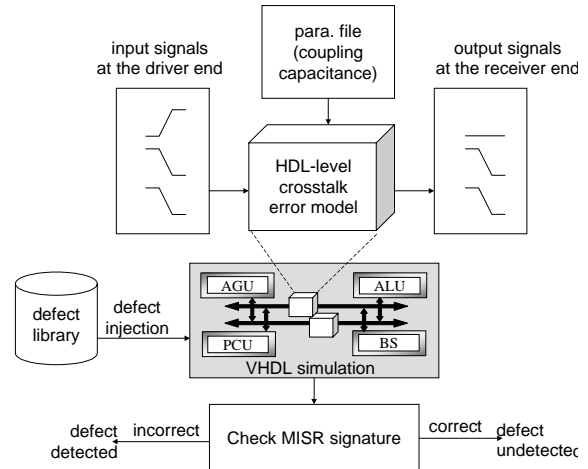 para. file
(coupling
capacitance)
input signals
at the driver end
output signals
at the receiver end
HDL-level
crosstalk
error model
defect
library
defect
injection
AGU
ALU
PCU
BS
VHDL simulation
Check MISR signature
incorrect
correct
defect
detected
defect
undetected